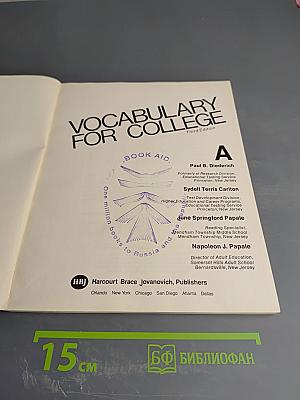 VOCABULARY
FOR COLLEGE
Third Edition
A
BOOK AID
One million books to Russia and the
Paul B. Diederich
Formerly of Research Division,
Educational Testing Service
Princeton, New Jersey
Sydell Terris Carlton
Test Development Division
Higher Education and Career Programs,
Educational Testing Service
Princeton, New Jersey
June Springford Papale
Reading Specialist,
Mendham Township Middle School
Mendham Township, New Jersey
Napoleon J. Papale
Director of Adult Education,
Somerset Hills Adult School
Bernardsville, New Jersey
HBJ Harcourt Brace Jovanovich, Publishers
Orlando New York Chicago San Diego Atlanta Dallas
15 см
БФ БИБЛИОФАН